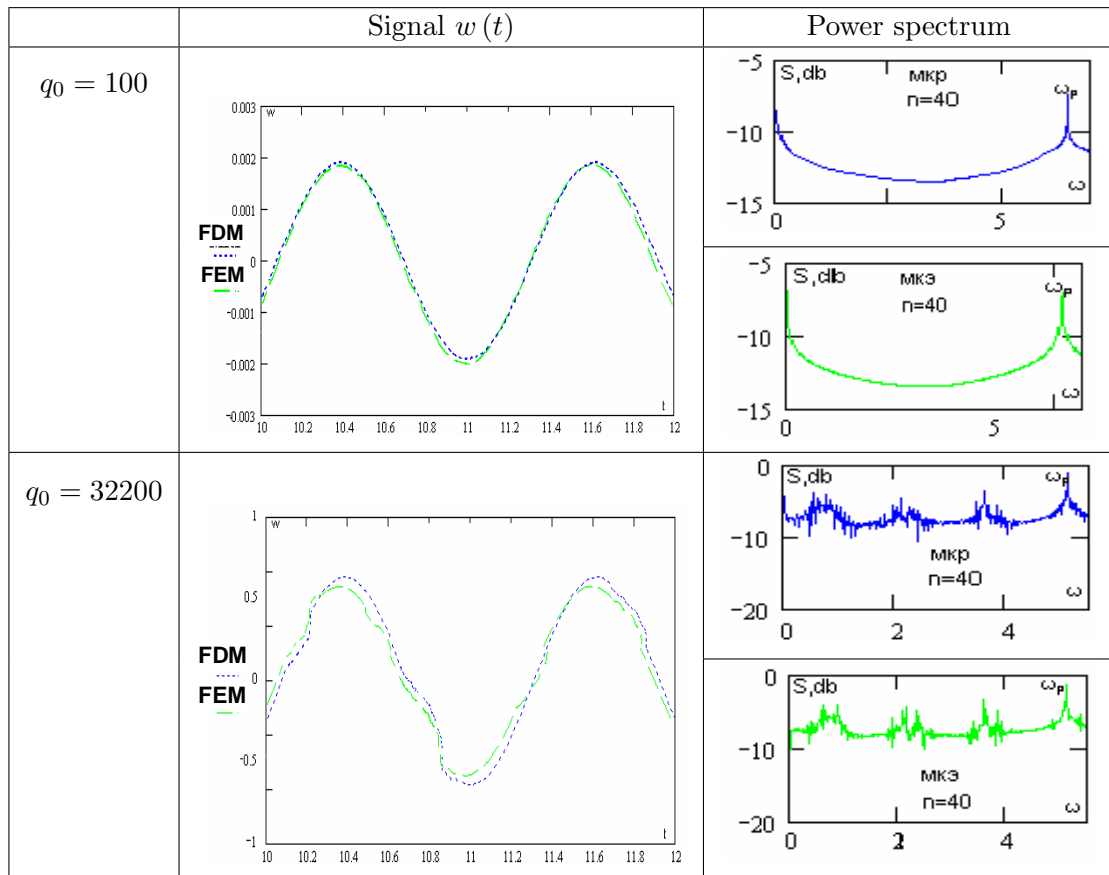 Signal w (t)
Power spectrum
q₀ = 100
w
0.003
0.002
0.001
0
-0.001
-0.002
-0.003
FDM
FEM
t
10 10.2 10.4 10.6 10.8 11 11.2 11.4 11.6 11.8 12
S,db
мкр
n=40
ωp
ω
-5
-10
-15
0 5
S,db
мкэ
n=40
ωp
ω
-5
-10
-15
0 5
q₀ = 32200
w
1
0.5
0
-0.5
-1
FDM
FEM
t
10 10.2 10.4 10.6 10.8 11 11.2 11.4 11.6 11.8 12
S,db
ωp
мкр
n=40
ω
0
-10
-20
0 2 4
S,db
ωp
мкэ
n=40
ω
0
-10
-20
0 2 4